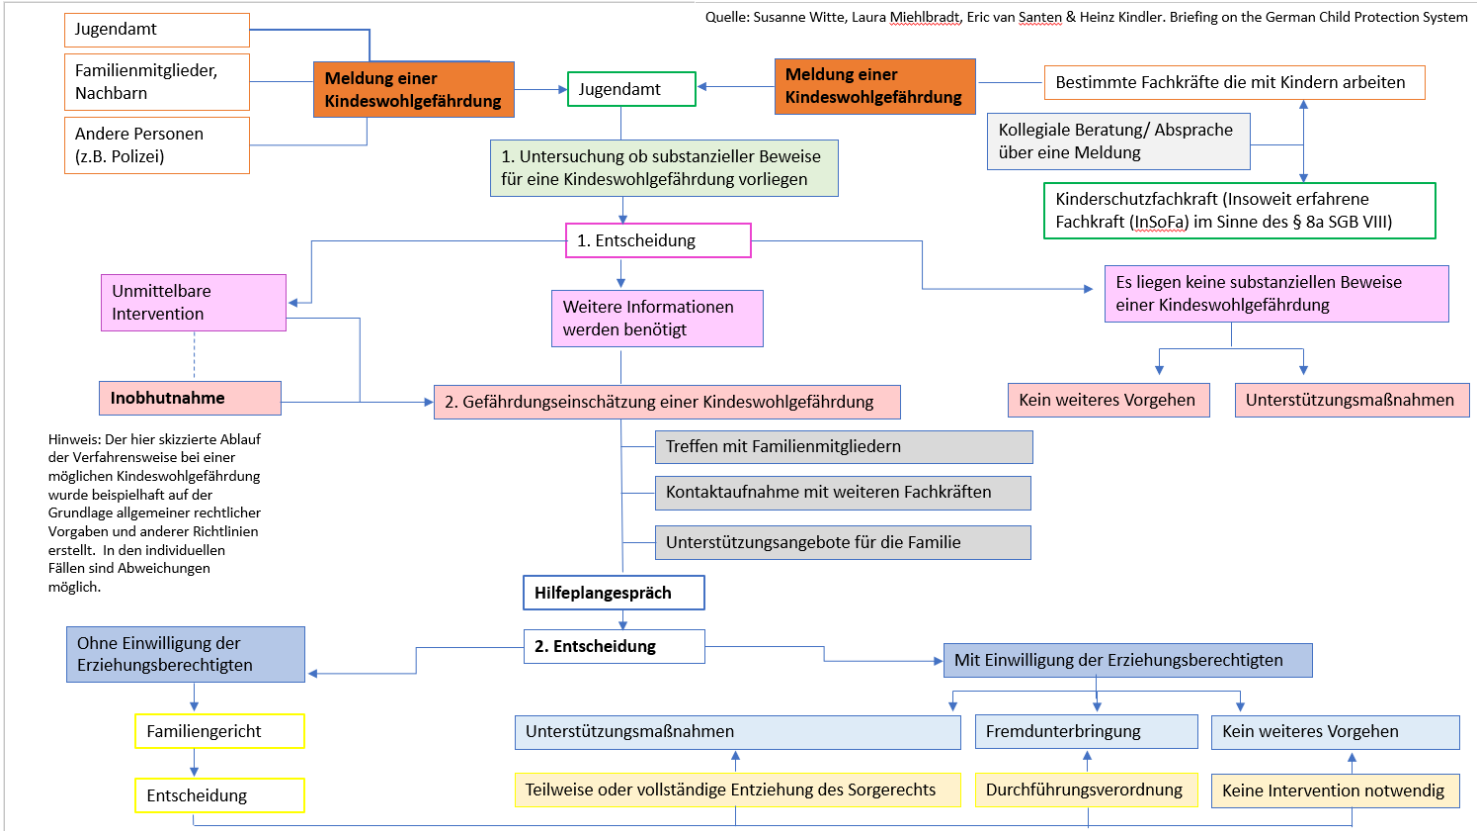 Quelle: Susanne Witte, Laura Miehlbradt, Eric van Santen & Heinz Kindler. Briefing on the German Child Protection System
Jugendamt
Familienmitglieder,
Nachbarn
Andere Personen
(z.B. Polizei)
Meldung einer
Kindeswohlgefährdung
Jugendamt
Meldung einer
Kindeswohlgefährdung
Bestimmte Fachkräfte die mit Kindern arbeiten
Kollegiale Beratung/ Absprache
über eine Meldung
Kinderschutzfachkraft (Insoweit erfahrene
Fachkraft (InSoFa) im Sinne des § 8a SGB VIII)
1. Untersuchung ob substanzieller Beweise
für eine Kindeswohlgefährdung vorliegen
1. Entscheidung
Unmittelbare
Intervention
Weitere Informationen
werden benötigt
Es liegen keine substanziellen Beweise
einer Kindeswohlgefährdung
Inobhutnahme
2. Gefährdungseinschätzung einer Kindeswohlgefährdung
Kein weiteres Vorgehen
Unterstützungsmaßnahmen
Hinweis: Der hier skizzierte Ablauf
der Verfahrensweise bei einer
möglichen Kindeswohlgefährdung
wurde beispielhaft auf der
Grundlage allgemeiner rechtlicher
Vorgaben und anderer Richtlinien
erstellt. In den individuellen
Fällen sind Abweichungen
möglich.
Treffen mit Familienmitgliedern
Kontaktaufnahme mit weiteren Fachkräften
Unterstützungsangebote für die Familie
Hilfeplangespräch
2. Entscheidung
Ohne Einwilligung der
Erziehungsberechtigten
Mit Einwilligung der Erziehungsberechtigten
Familiengericht
Unterstützungsmaßnahmen
Fremdunterbringung
Kein weiteres Vorgehen
Entscheidung
Teilweise oder vollständige Entziehung des Sorgerechts
Durchführungsverordnung
Keine Intervention notwendig